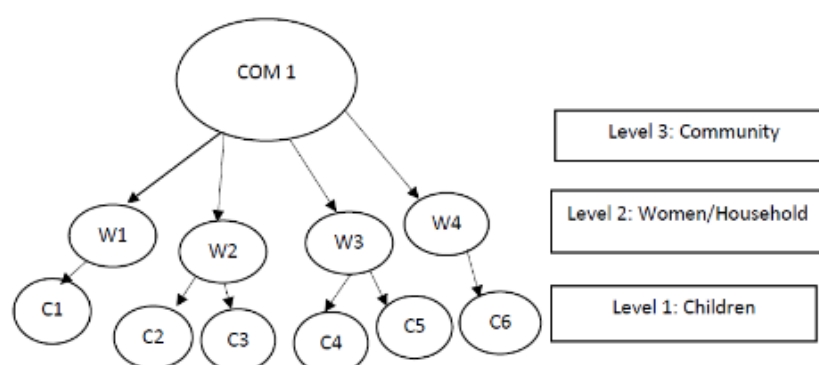 COM 1
Level 3: Community
W1
W2
W3
W4
Level 2: Women/Household
C1
C2
C3
C4
C5
C6
Level 1: Children